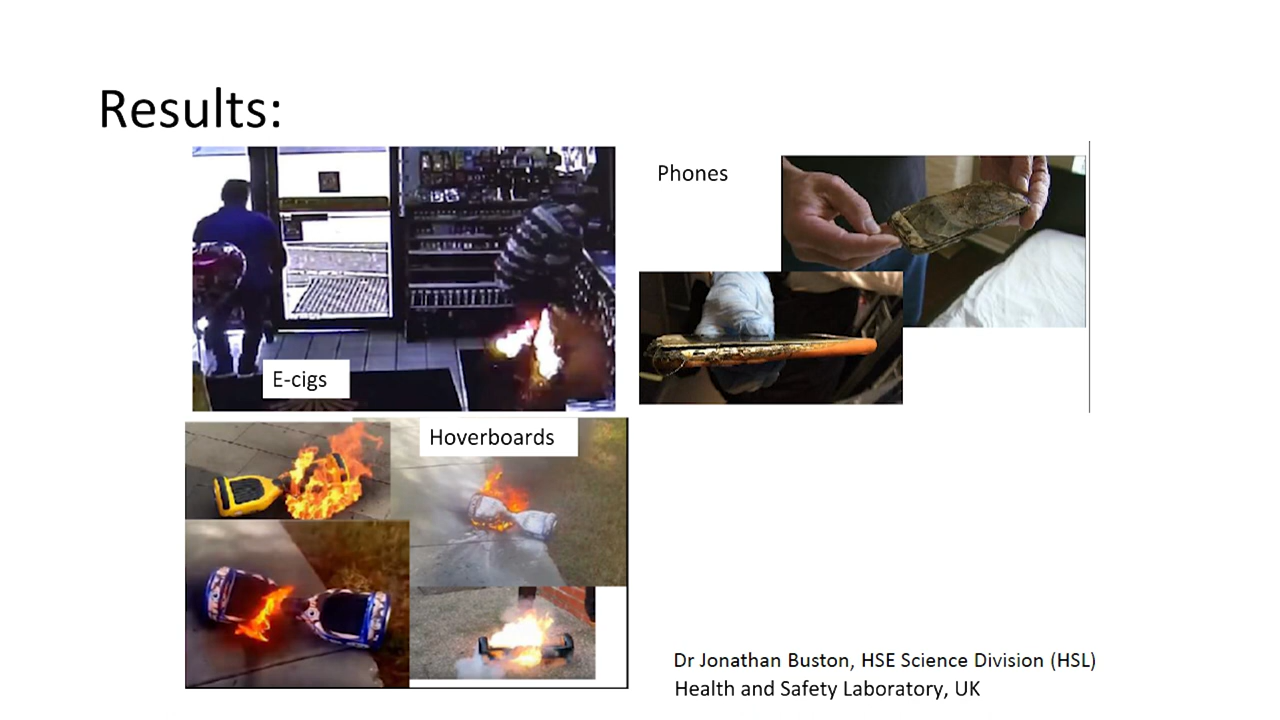 Results:
Phones
E-cigs
Hoverboards
Dr Jonathan Buston, HSE Science Division (HSL)
Health and Safety Laboratory, UK